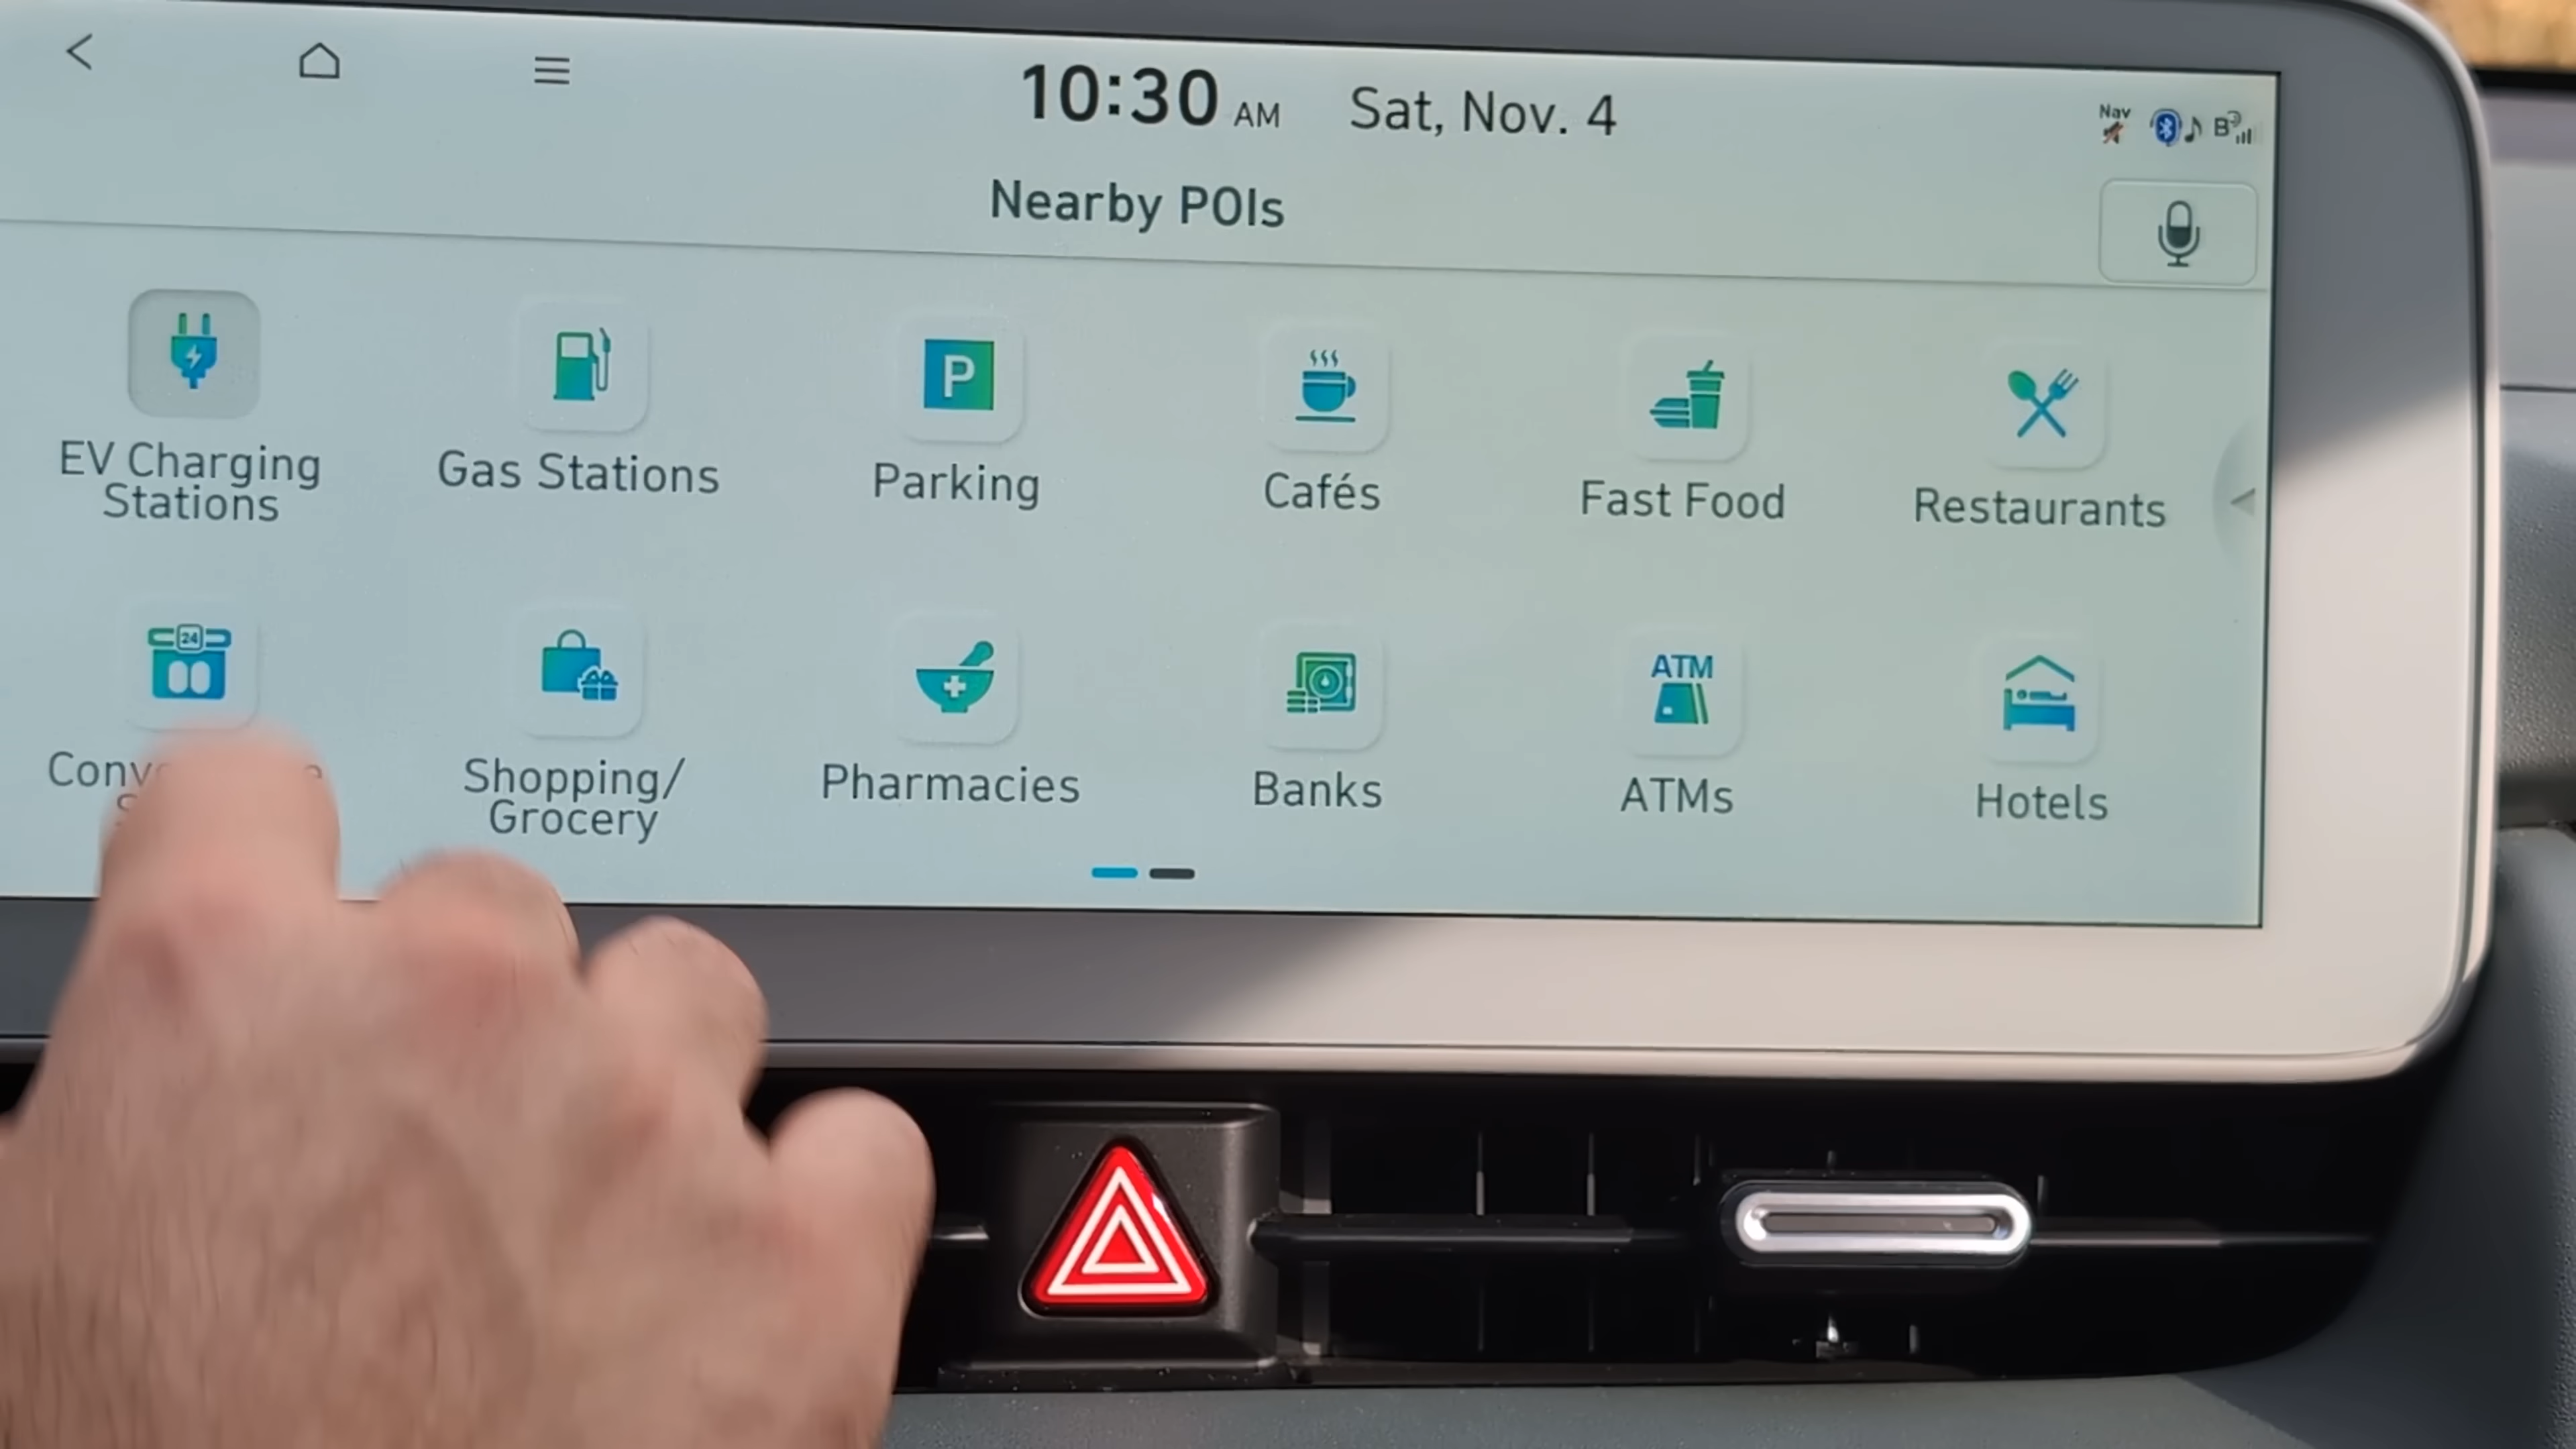 10:30 AM Sat, Nov. 4
Nav
B
Nearby POIs
P
EV Charging
Stations
Gas Stations
Parking
Cafés
Fast Food
Restaurants
24
ATM
Shopping/
Grocery
Pharmacies
Banks
ATMs
Hotels